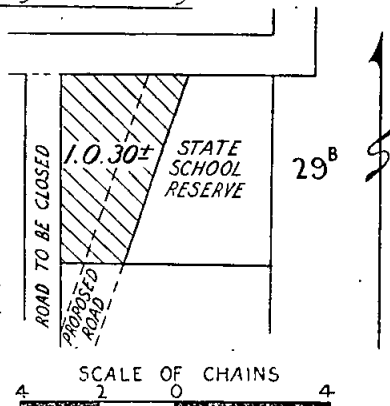 ROAD TO BE CLOSED
1.0.30±
STATE
SCHOOL
RESERVE
29ᴮ
PROPOSED
ROAD
SCALE OF CHAINS
4 2 0 4